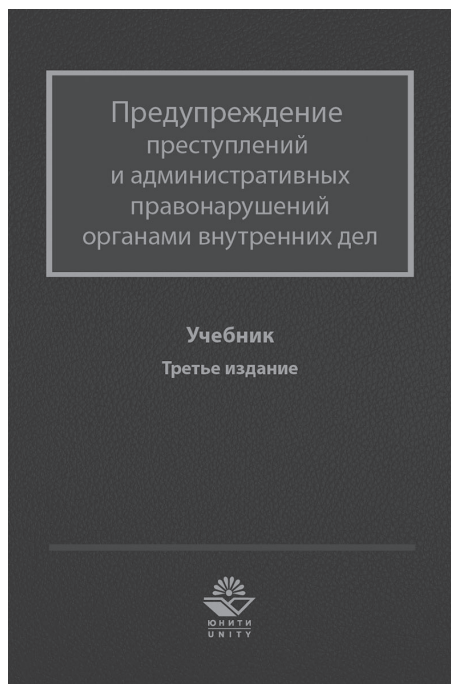 Предупреждение
преступлений
и административных
правонарушений
органами внутренних дел
Учебник
Третье издание
ЮНИТИ
UNITY